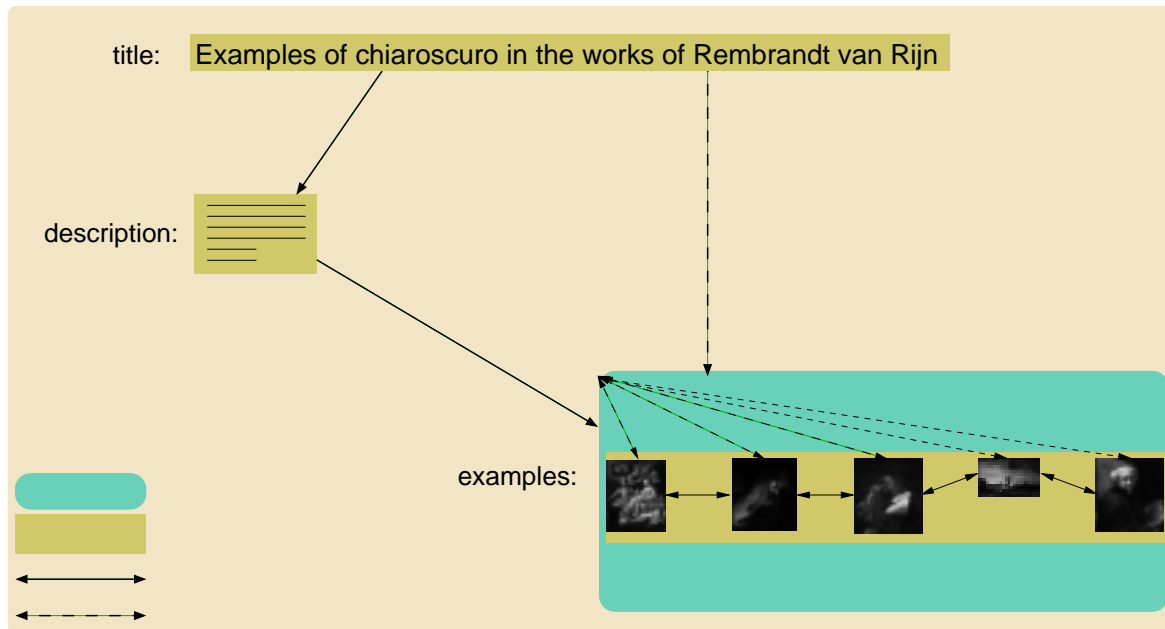 title: Examples of chiaroscuro in the works of Rembrandt van Rijn
description:
examples: